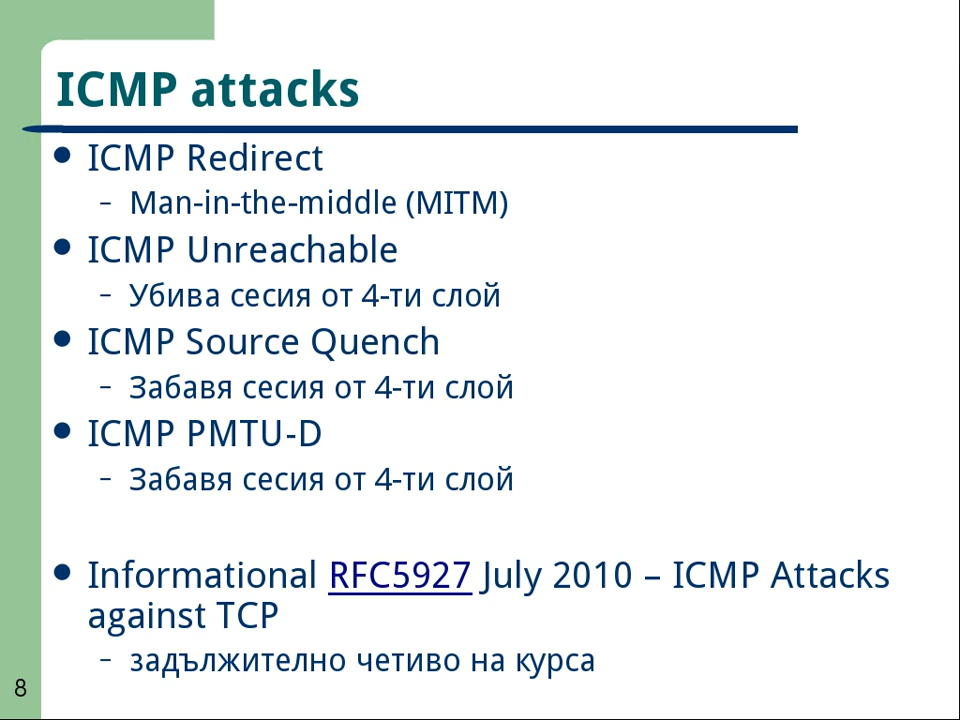 ICMP attacks
● ICMP Redirect
– Man-in-the-middle (MITM)
● ICMP Unreachable
– Убива сесия от 4-ти слой
● ICMP Source Quench
– Забавя сесия от 4-ти слой
● ICMP PMTU-D
– Забавя сесия от 4-ти слой
● Informational RFC5927 July 2010 – ICMP Attacks
against TCP
– задължително четиво на курса
8